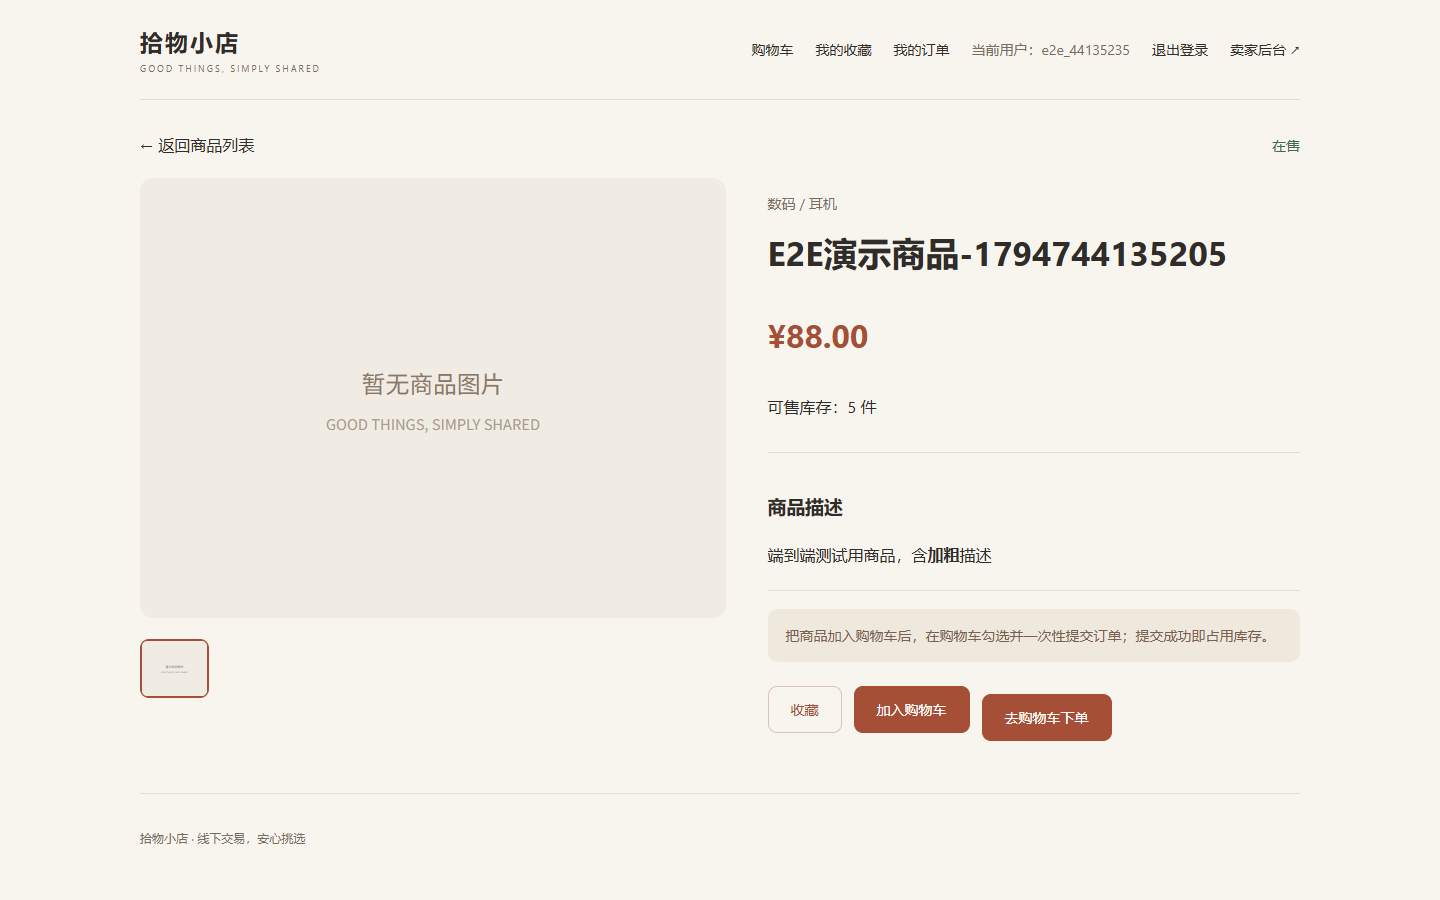 拾物小店
GOOD THINGS, SIMPLY SHARED
购物车 我的收藏 我的订单 当前用户：e2e_44135235 退出登录 卖家后台 ↗
← 返回商品列表
在售
暂无商品图片
GOOD THINGS, SIMPLY SHARED
数码 / 耳机
E2E演示商品-1794744135205
¥88.00
可售库存：5 件
商品描述
端到端测试用商品，含加粗描述
把商品加入购物车后，在购物车勾选并一次性提交订单；提交成功即占用库存。
收藏 加入购物车 去购物车下单
拾物小店 · 线下交易，安心挑选